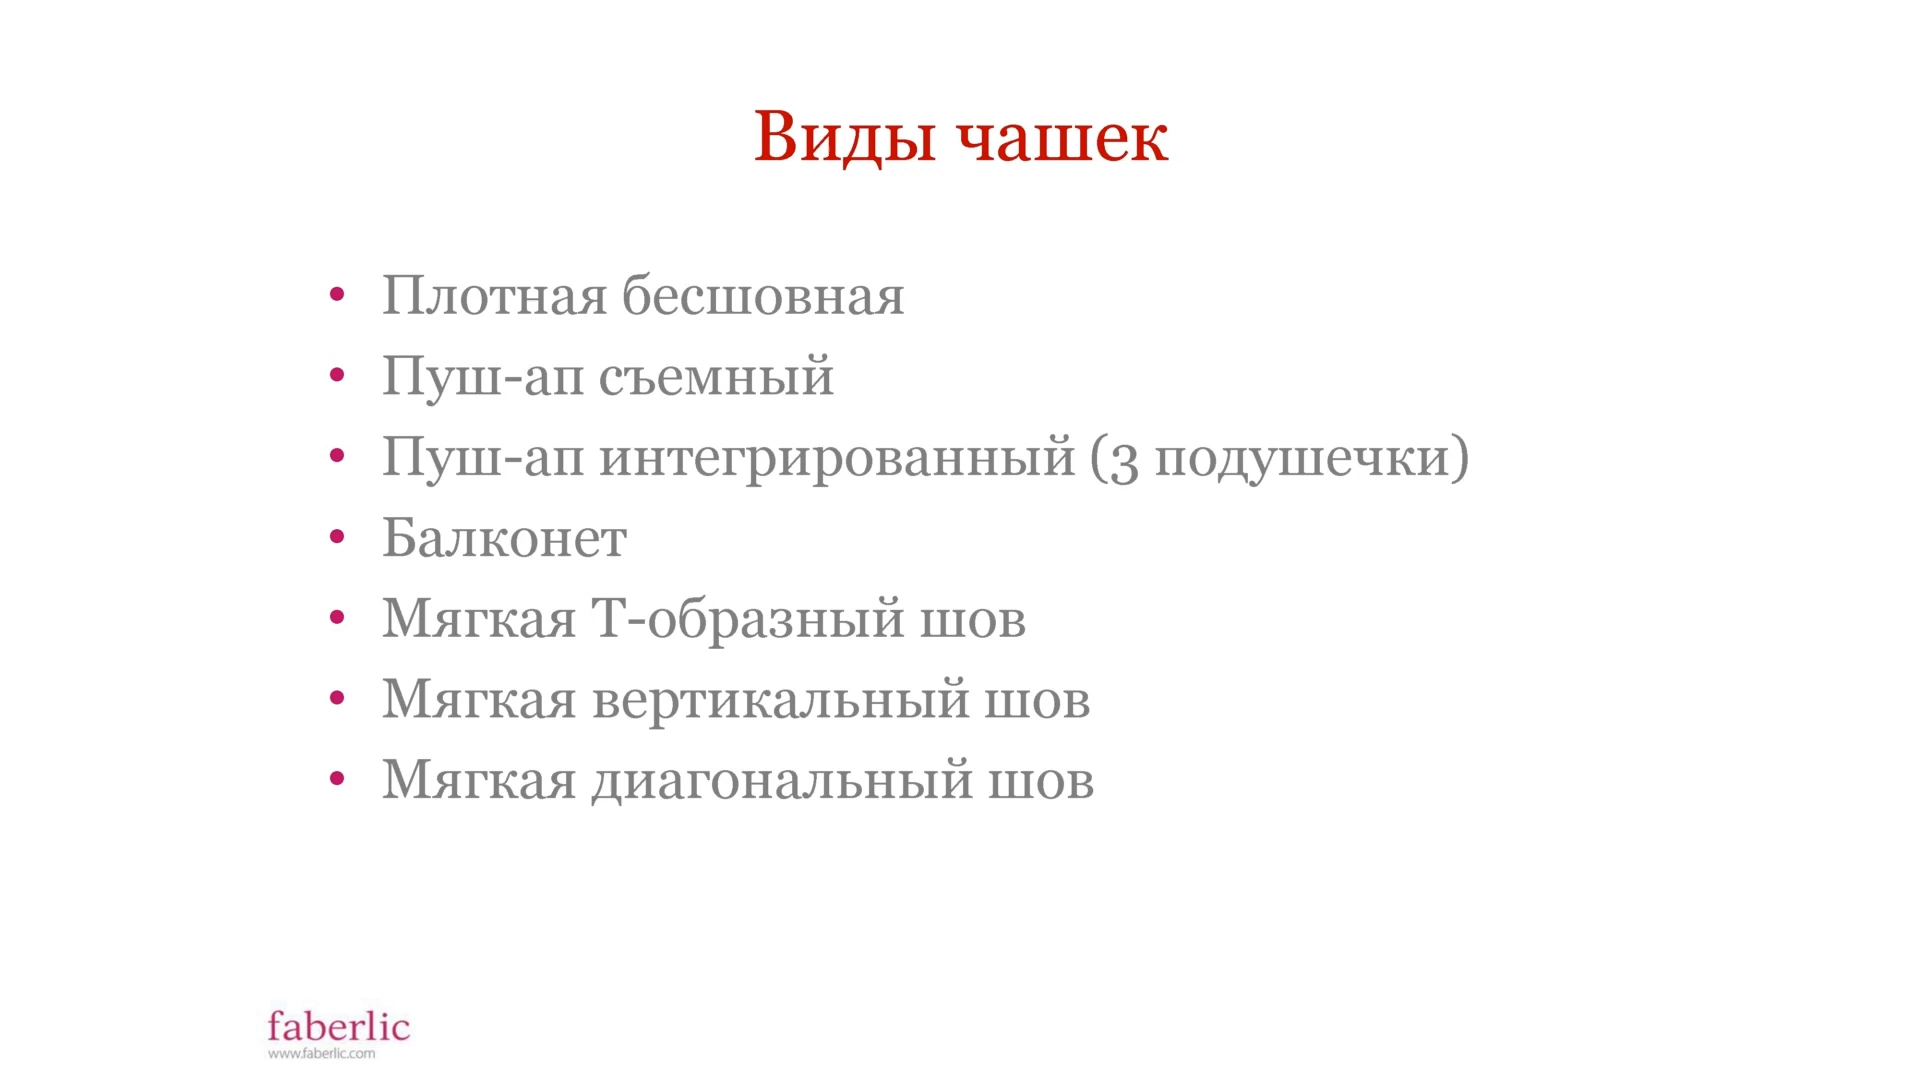 Виды чашек
• Плотная бесшовная
• Пуш-ап съемный
• Пуш-ап интегрированный (3 подушечки)
• Балконет
• Мягкая Т-образный шов
• Мягкая вертикальный шов
• Мягкая диагональный шов
faberlic
www.faberlic.com